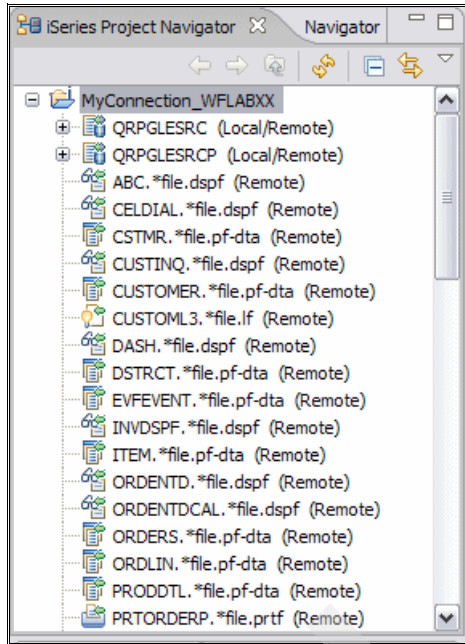 iSeries Project Navigator Navigator
MyConnection_WFLABXX
QRPGLESRC (Local/Remote)
QRPGLESRCP (Local/Remote)
ABC.*file.dspf (Remote)
CELDIAL.*file.dspf (Remote)
CSTMR.*file.pf-dta (Remote)
CUSTINQ.*file.dspf (Remote)
CUSTOMER.*file.pf-dta (Remote)
CUSTOML3.*file.lf (Remote)
DASH.*file.dspf (Remote)
DSTRCT.*file.pf-dta (Remote)
EVFEVENT.*file.pf-dta (Remote)
INVDSPF.*file.dspf (Remote)
ITEM.*file.pf-dta (Remote)
ORDENTD.*file.dspf (Remote)
ORDENTDCAL.*file.dspf (Remote)
ORDERS.*file.pf-dta (Remote)
ORDLIN.*file.pf-dta (Remote)
PRODDTL.*file.pf-dta (Remote)
PRTORDERP.*file.prtf (Remote)